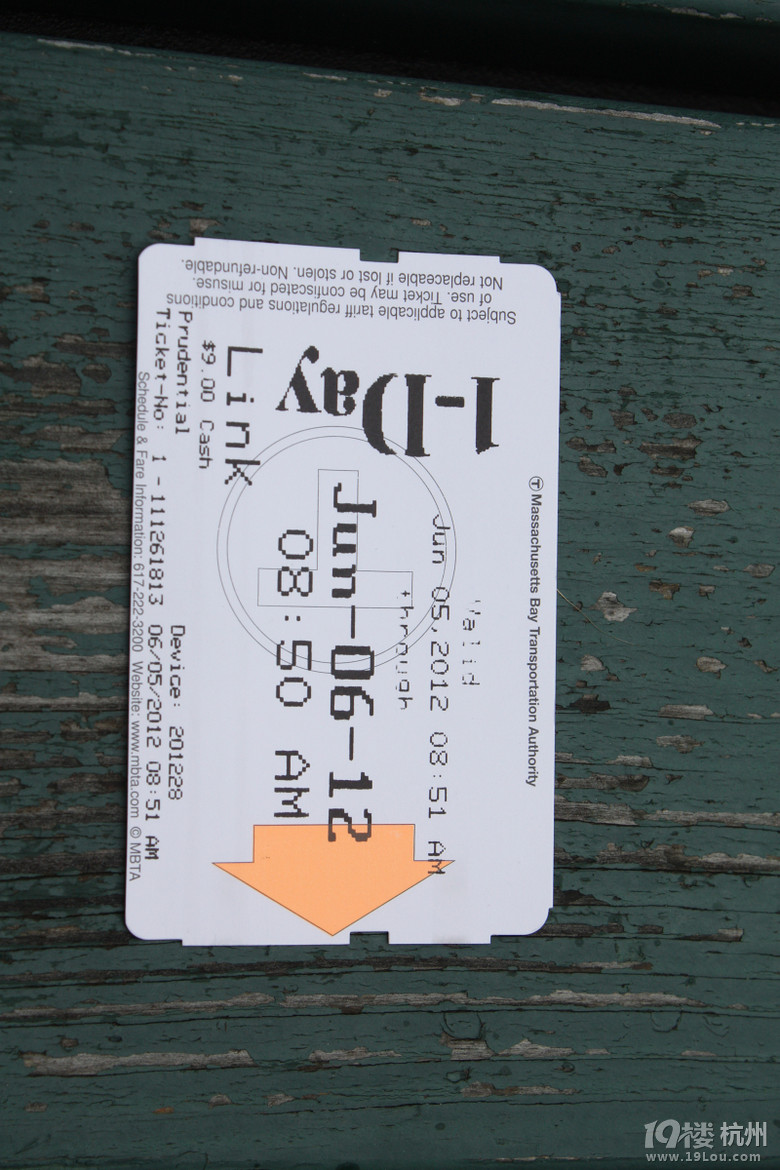 Ⓣ Massachusetts Bay Transportation Authority
Valid
Jun 05,2012 08:51 AM
through
Jun-06-12
08:50 AM
1-Day
Link
$9.00 Cash
Prudential Device: 201228
Ticket-No: 1 - 111261813 06/05/2012 08:51 AM
Schedule & Fare Information: 617-222-3200 Website: www.mbta.com © MBTA
Subject to applicable tariff regulations and conditions
of use. Ticket may be confiscated for misuse.
Not replaceable if lost or stolen. Non-refundable.
19楼 杭州
www.19Lou.com